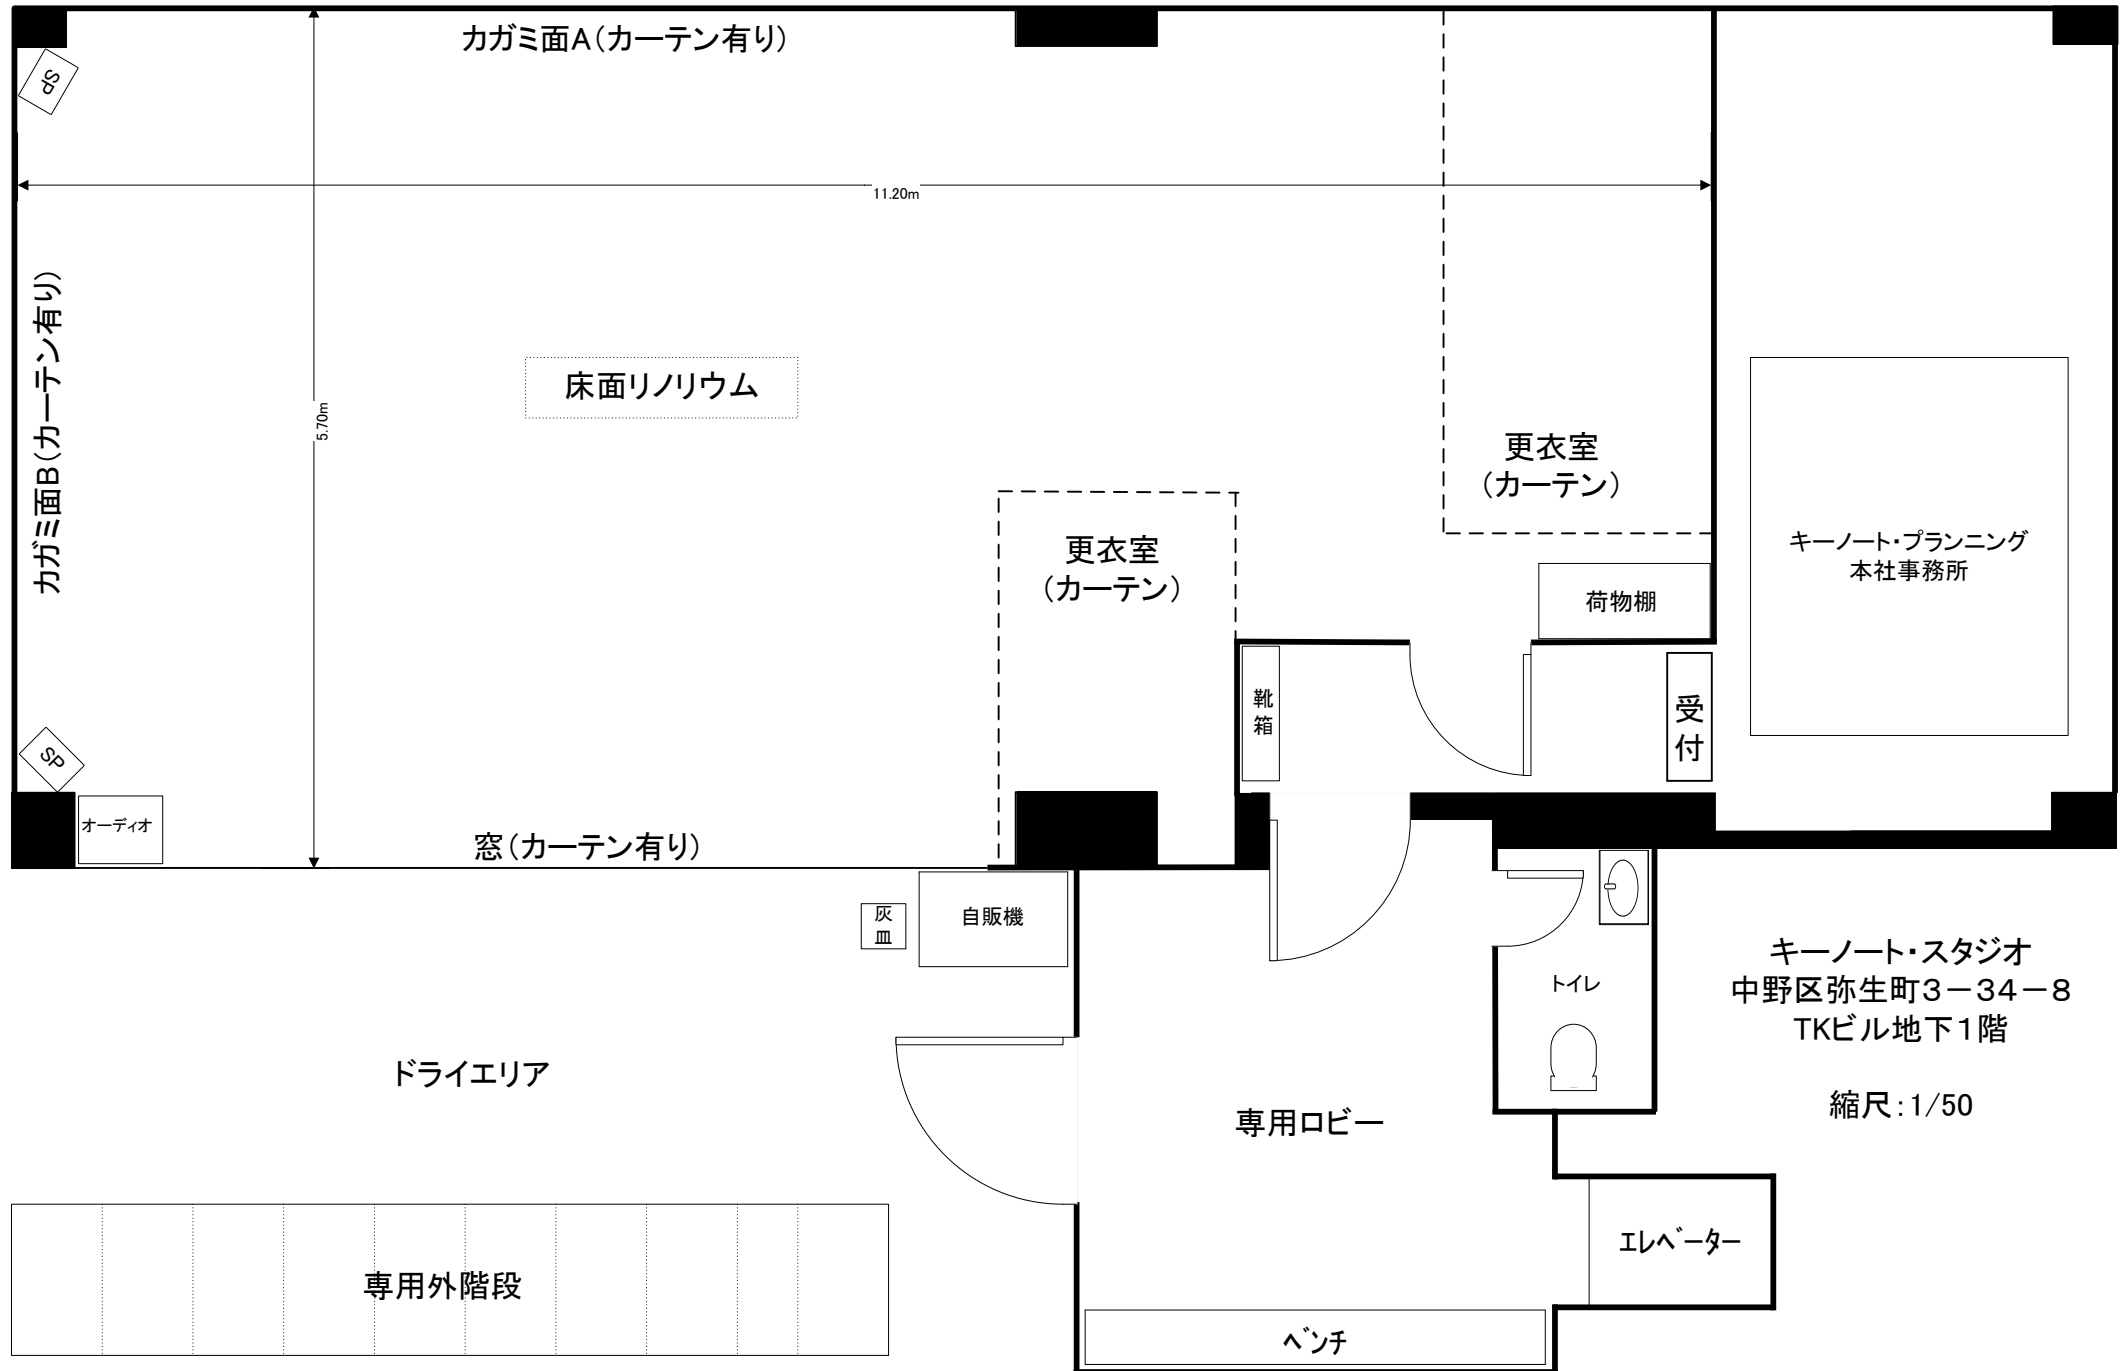 カガミ面A(カーテン有り)
SP
11.20m
カガミ面B(カーテン有り)
5.70m
床面リノリウム
更衣室
(カーテン)
更衣室
(カーテン)
キーノート・プランニング
本社事務所
荷物棚
靴
箱
受
付
SP
オーディオ
窓(カーテン有り)
灰
皿
自販機
トイレ
キーノート・スタジオ
中野区弥生町3-34-8
TKビル地下1階
縮尺:1/50
ドライエリア
専用ロビー
エレベーター
専用外階段
ベンチ